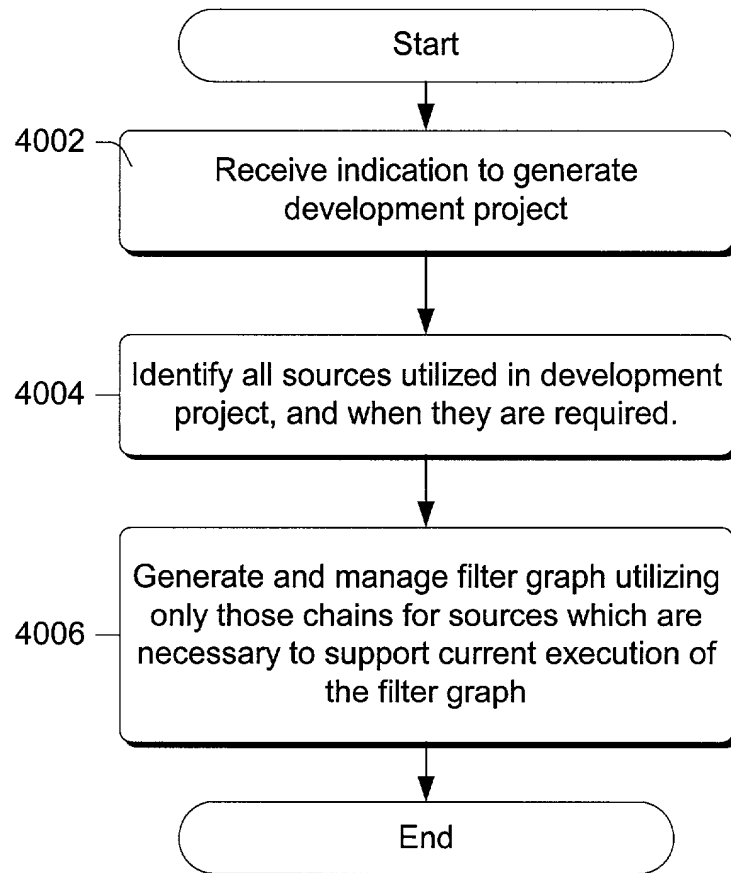 Start
4002
Receive indication to generate
development project
4004
Identify all sources utilized in development
project, and when they are required.
4006
Generate and manage filter graph utilizing
only those chains for sources which are
necessary to support current execution of
the filter graph
End